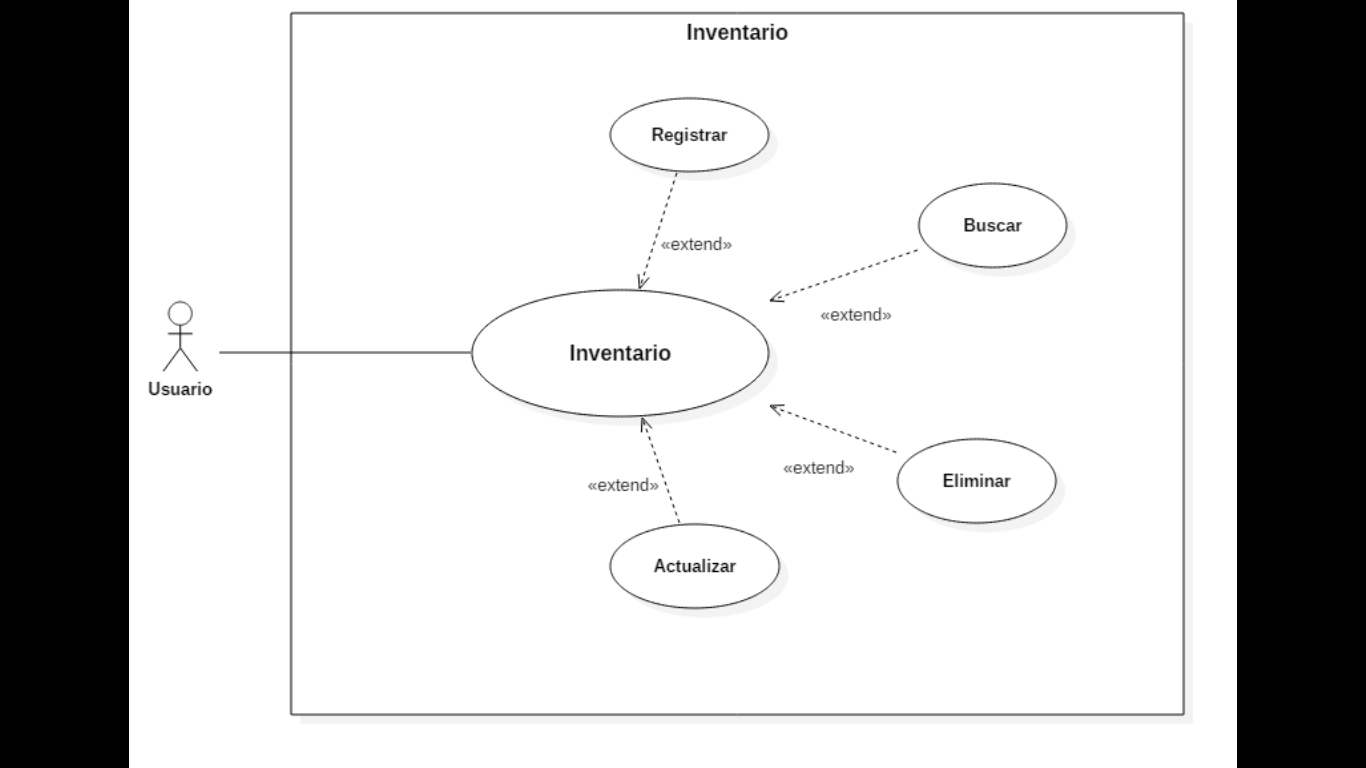 Inventario
Registrar
Buscar
«extend»
«extend»
Inventario
Usuario
«extend»
Eliminar
«extend»
Actualizar